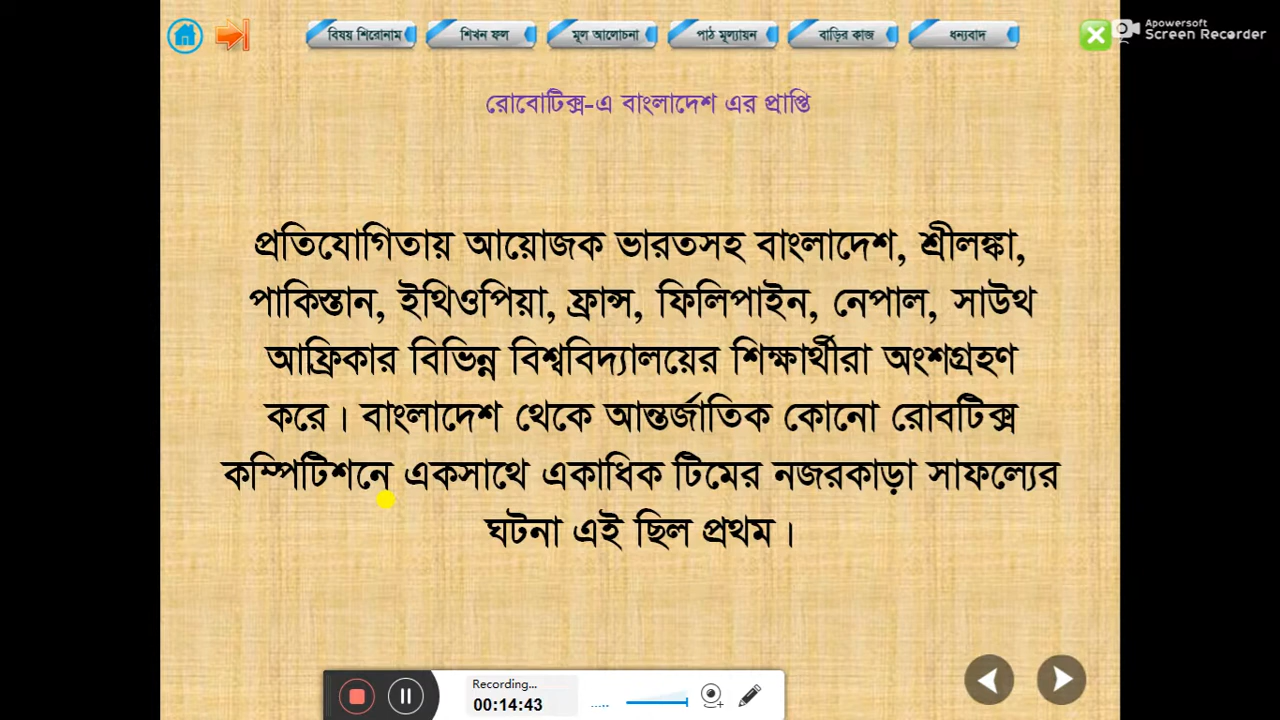 বিষয় শিরোনাম
শিখন ফল
মূল আলোচনা
পাঠ মূল্যায়ন
বাড়ির কাজ
ধন্যবাদ
Apowersoft
Screen Recorder
রোবোটিক্স-এ বাংলাদেশ এর প্রাপ্তি
প্রতিযোগিতায় আয়োজক ভারতসহ বাংলাদেশ, শ্রীলঙ্কা,
পাকিস্তান, ইথিওপিয়া, ফ্রান্স, ফিলিপাইন, নেপাল, সাউথ
আফ্রিকার বিভিন্ন বিশ্ববিদ্যালয়ের শিক্ষার্থীরা অংশগ্রহণ
করে। বাংলাদেশ থেকে আন্তর্জাতিক কোনো রোবটিক্স
কম্পিটিশনে একসাথে একাধিক টিমের নজরকাড়া সাফল্যের
ঘটনা এই ছিল প্রথম।
Recording...
00:14:43